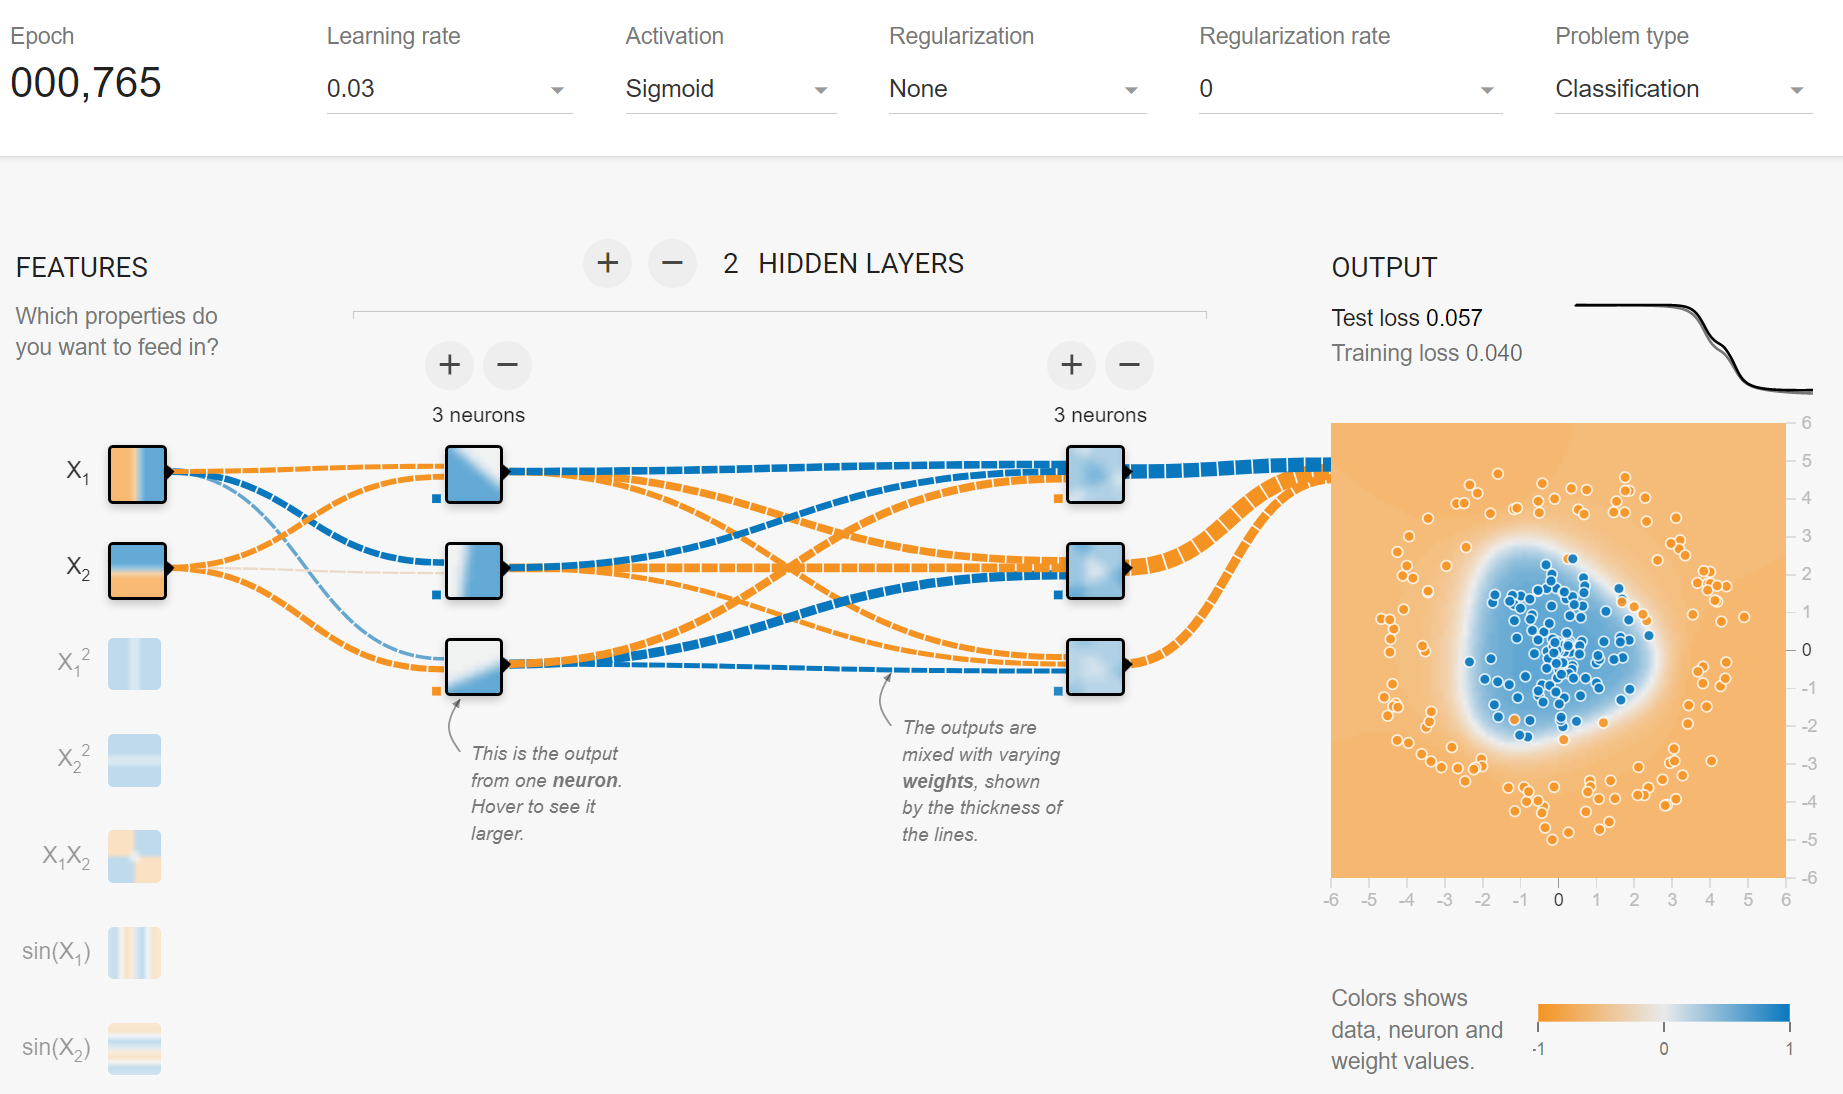 Epoch
000,765
Learning rate
0.03
Activation
Sigmoid
Regularization
None
Regularization rate
0
Problem type
Classification
FEATURES
Which properties do
you want to feed in?
+ − 2 HIDDEN LAYERS
+ −
3 neurons
+ −
3 neurons
X1
X2
X1²
X2²
X1X2
sin(X1)
sin(X2)
This is the output
from one neuron.
Hover to see it
larger.
The outputs are
mixed with varying
weights, shown
by the thickness of
the lines.
OUTPUT
Test loss 0.057
Training loss 0.040
6
5
4
3
2
1
0
-1
-2
-3
-4
-5
-6
-6 -5 -4 -3 -2 -1 0 1 2 3 4 5 6
Colors shows
data, neuron and
weight values.
-1 0 1